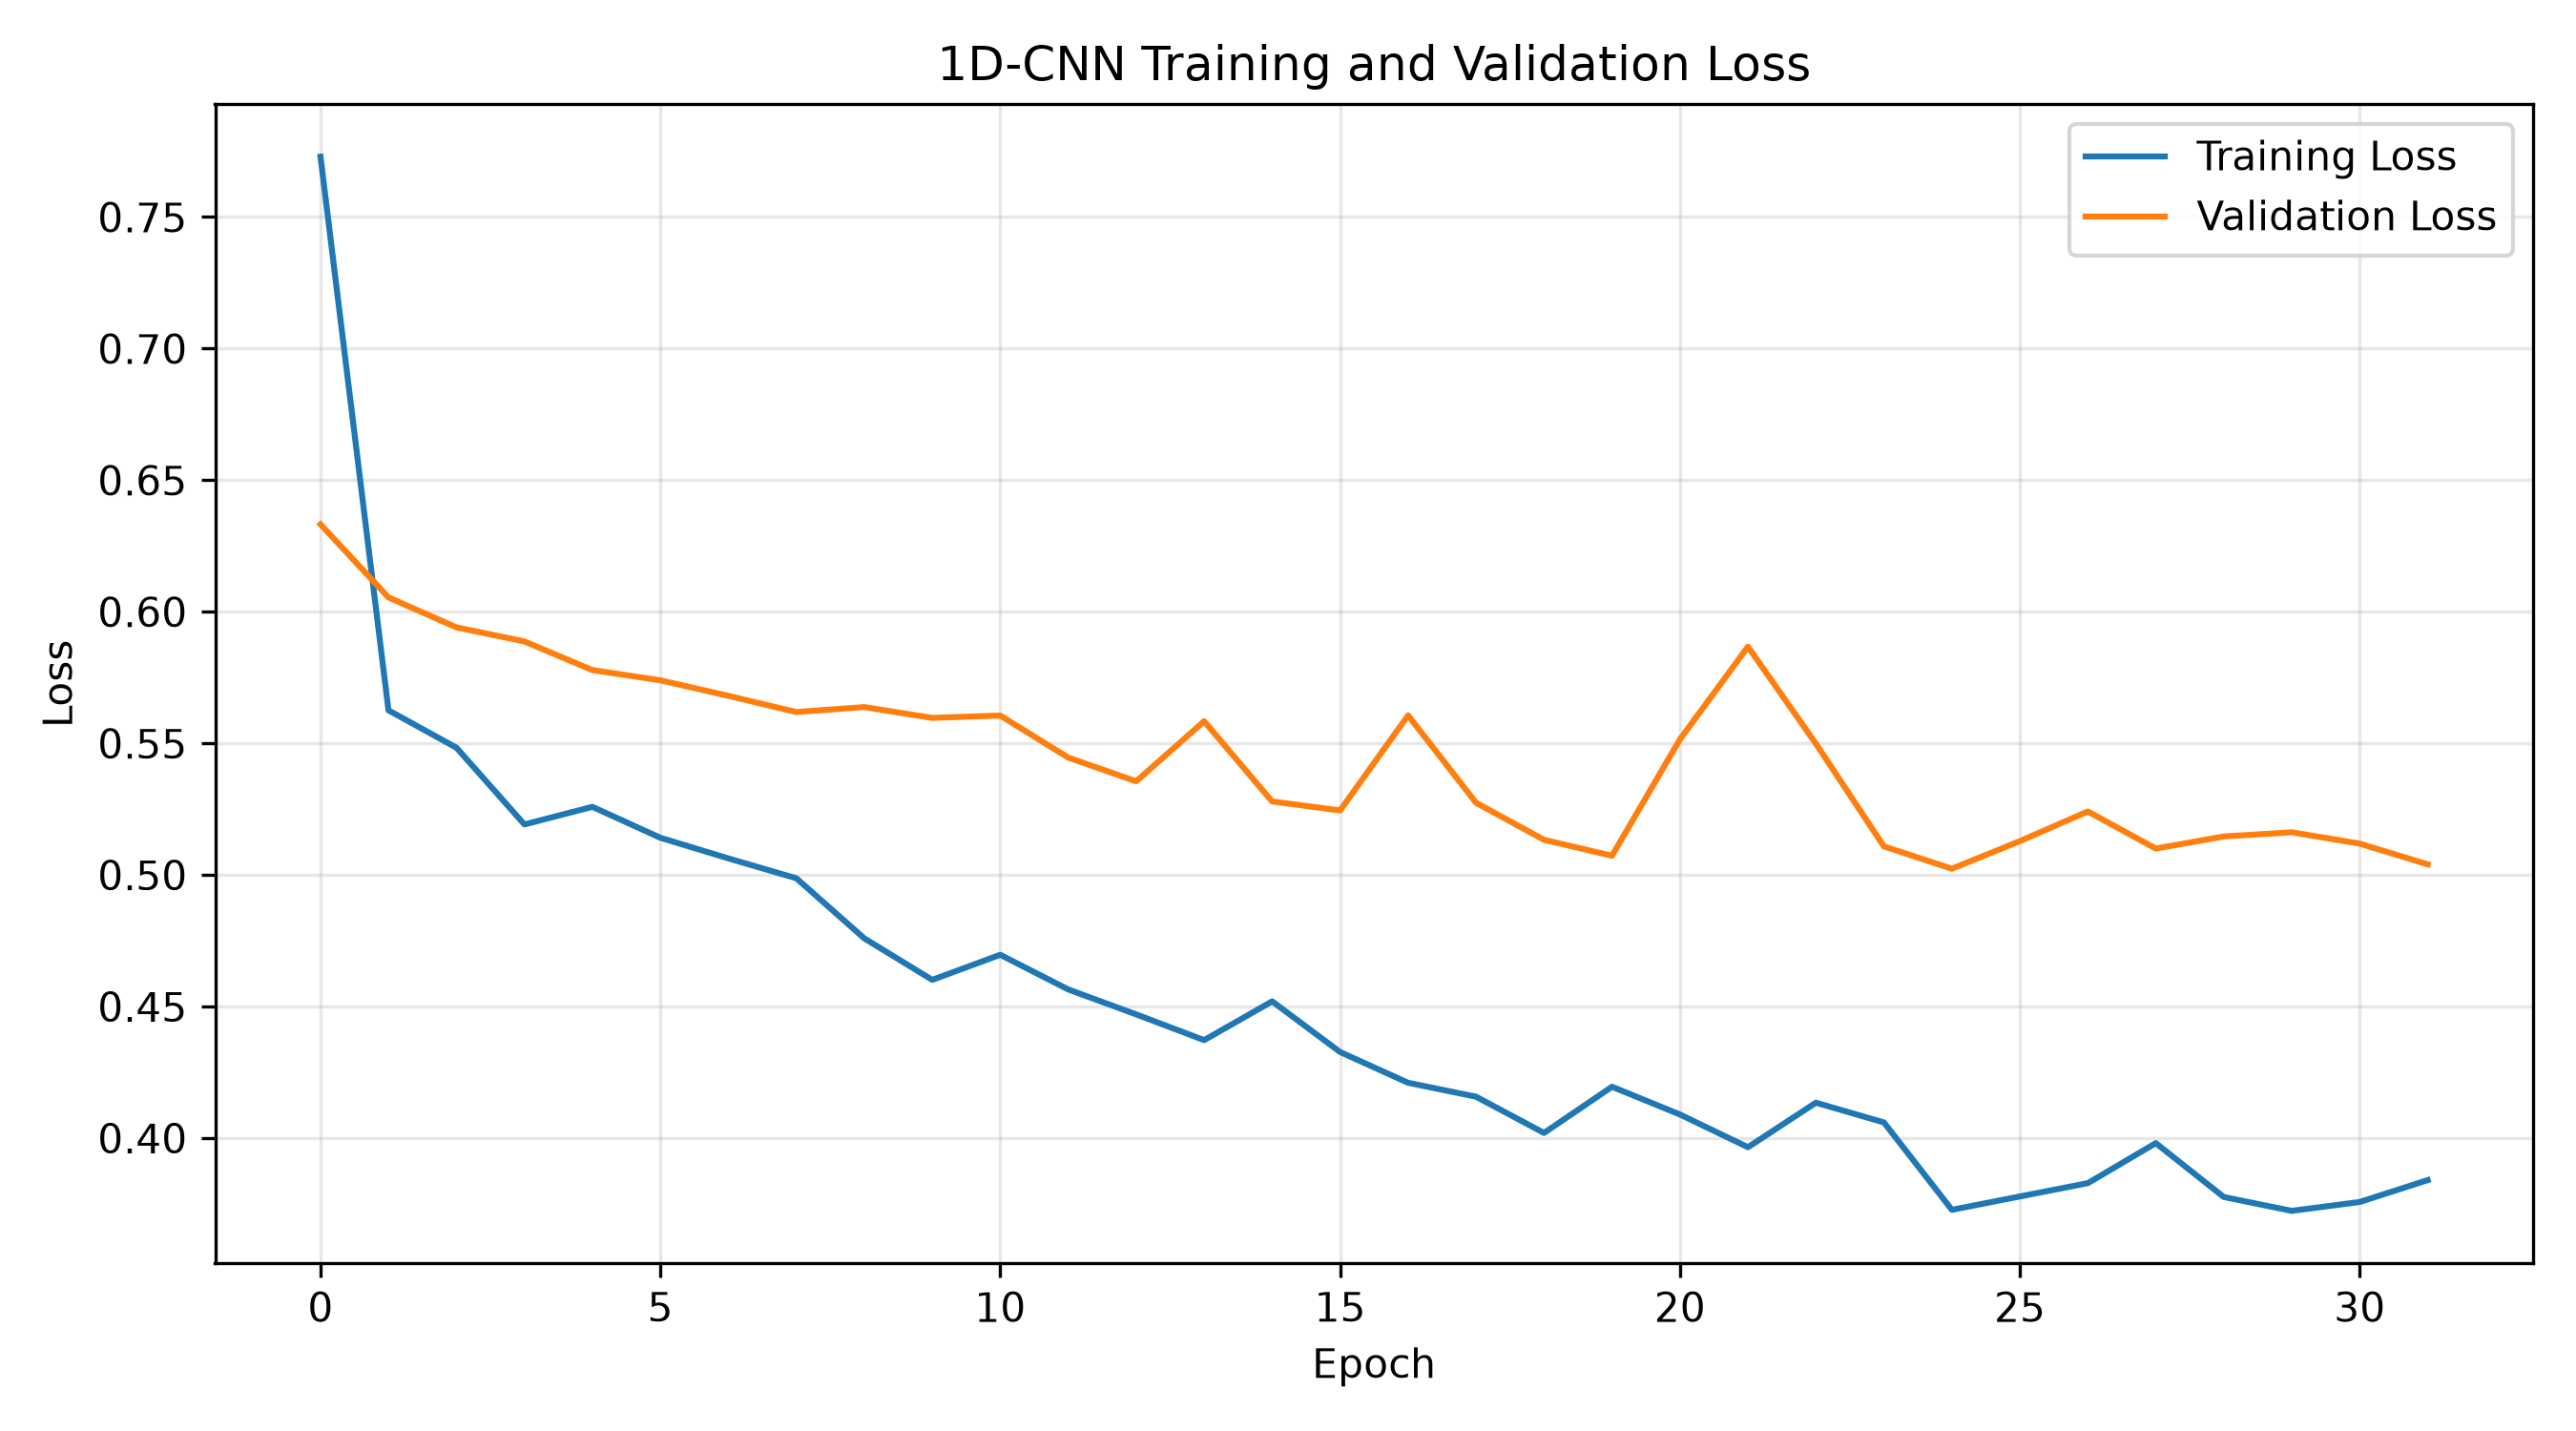 1D-CNN Training and Validation Loss
Training Loss
Validation Loss
0.75
0.70
0.65
0.60
0.55
0.50
0.45
0.40
Loss
0 5 10 15 20 25 30
Epoch